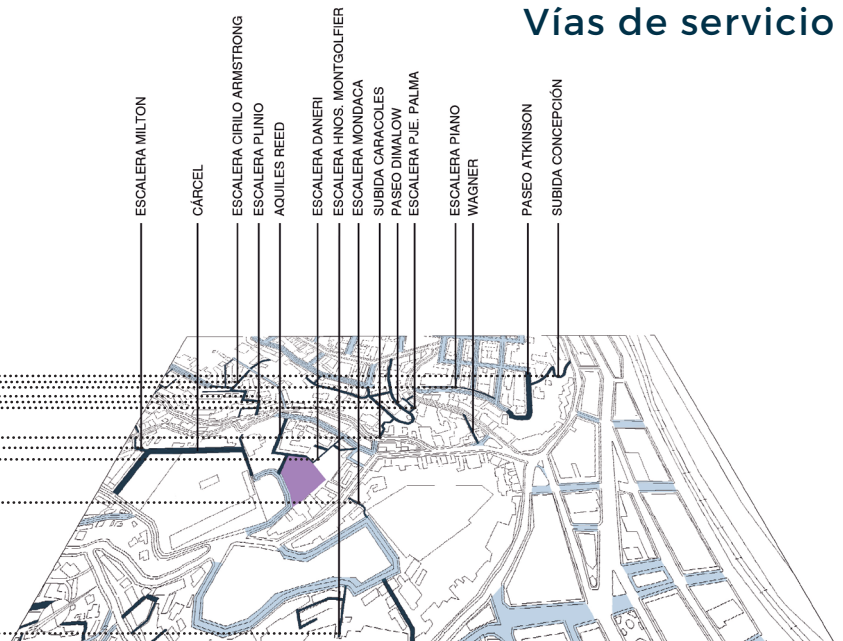 Vías de servicio
ESCALERA MILTON
CÁRCEL
ESCALERA CIRILO ARMSTRONG
ESCALERA PLINIO
AQUILES REED
ESCALERA DANERI
ESCALERA HNOS. MONTGOLFIER
ESCALERA MONDACA
SUBIDA CARACOLES
PASEO DIMALOW
ESCALERA PJE. PALMA
ESCALERA PIANO
WAGNER
PASEO ATKINSON
SUBIDA CONCEPCIÓN